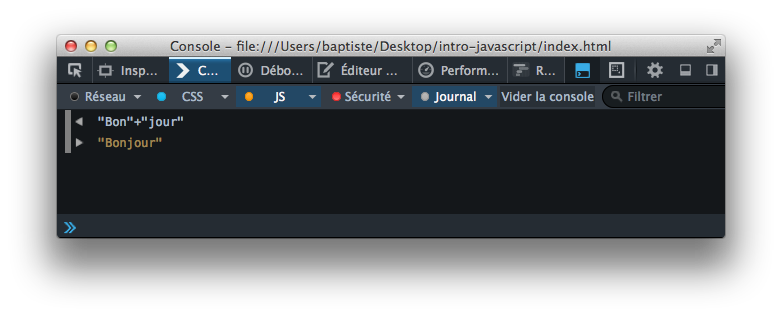 Console - file:///Users/baptiste/Desktop/intro-javascript/index.html
Insp... C... Débo... Éditeur ... Perform... R...
Réseau CSS JS Sécurité Journal Vider la console Filtrer
"Bon"+"jour"
"Bonjour"